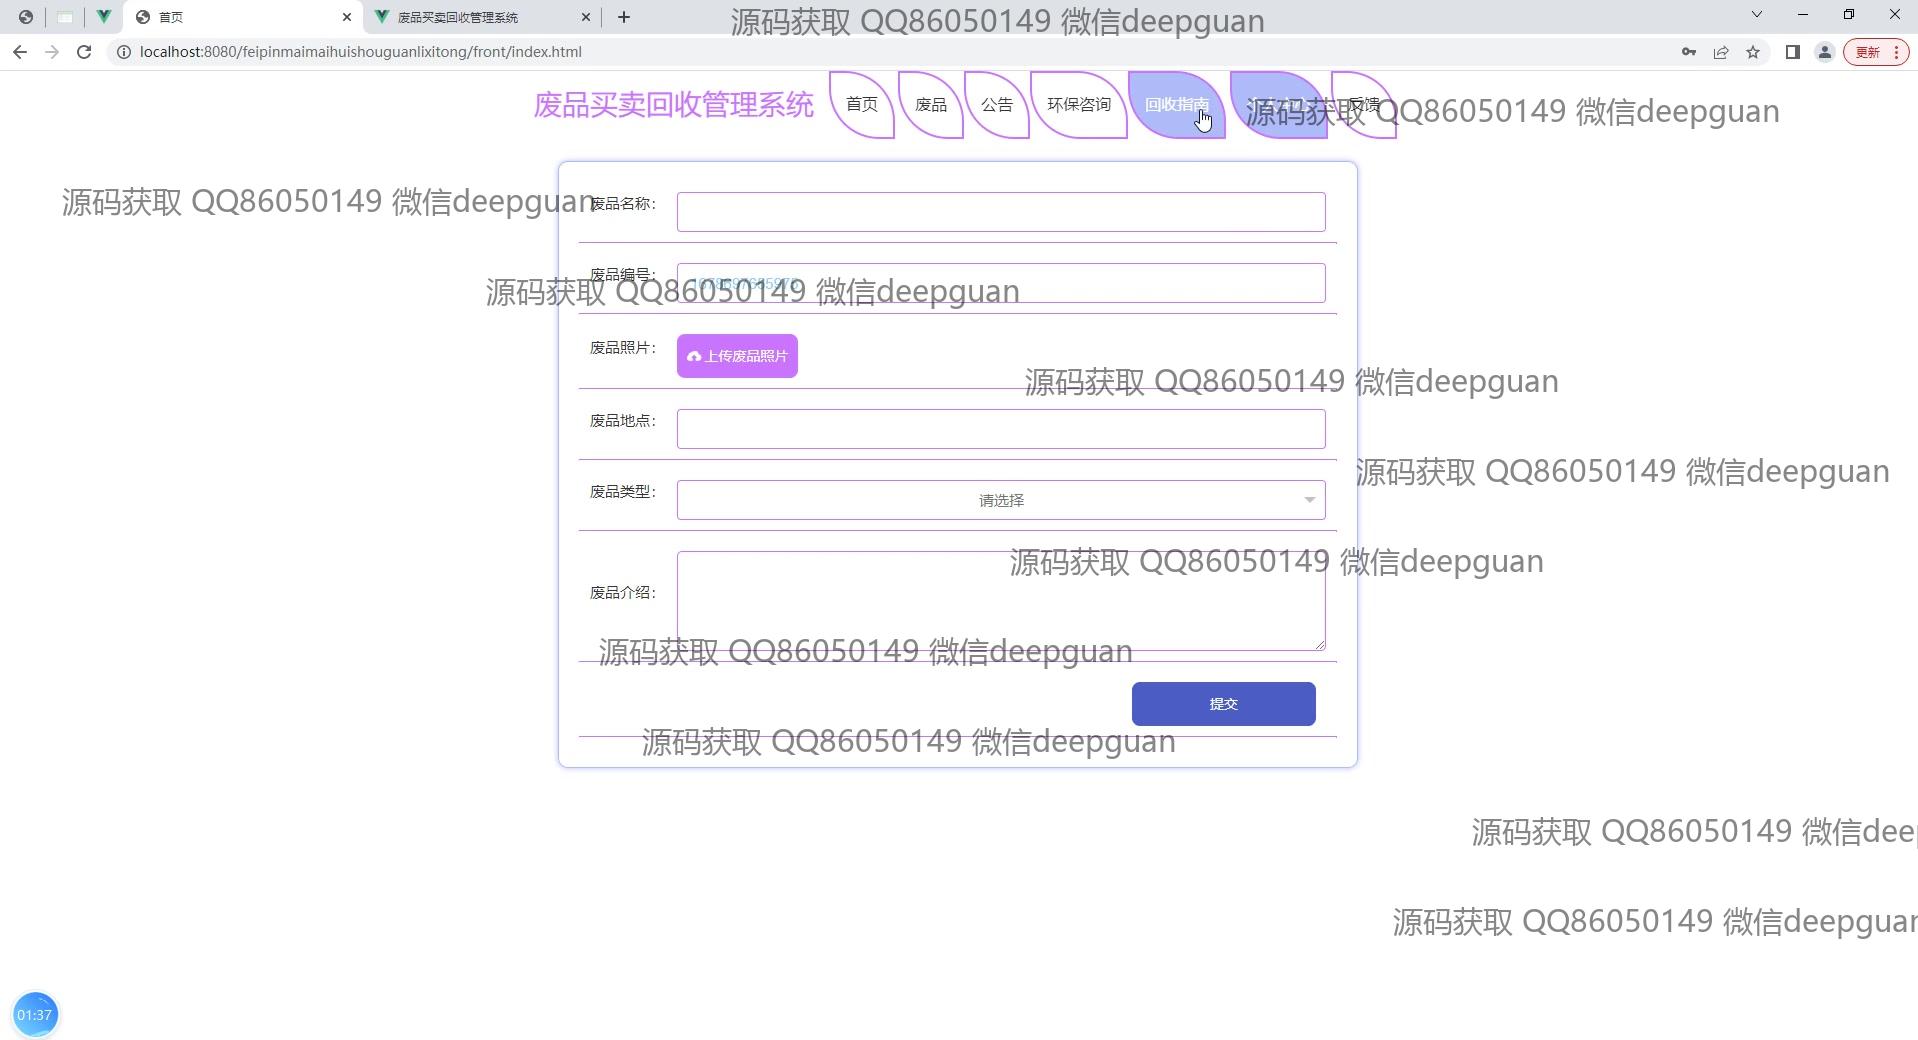 首页
废品买卖回收管理系统
源码获取 QQ86050149 微信deepguan
localhost:8080/feipinmaimaihuishouguanlixitong/front/index.html
更新
废品买卖回收管理系统
首页
废品
公告
环保咨询
回收指南
反馈
源码获取 QQ86050149 微信deepguan
源码获取 QQ86050149 微信deepguan
废品名称：
废品编号：
源码获取 QQ86050149 微信deepguan
废品照片：
上传废品照片
源码获取 QQ86050149 微信deepguan
废品地点：
源码获取 QQ86050149 微信deepguan
废品类型：
请选择
源码获取 QQ86050149 微信deepguan
废品介绍：
源码获取 QQ86050149 微信deepguan
提交
源码获取 QQ86050149 微信deepguan
源码获取 QQ86050149 微信deep
源码获取 QQ86050149 微信deepguan
01:37